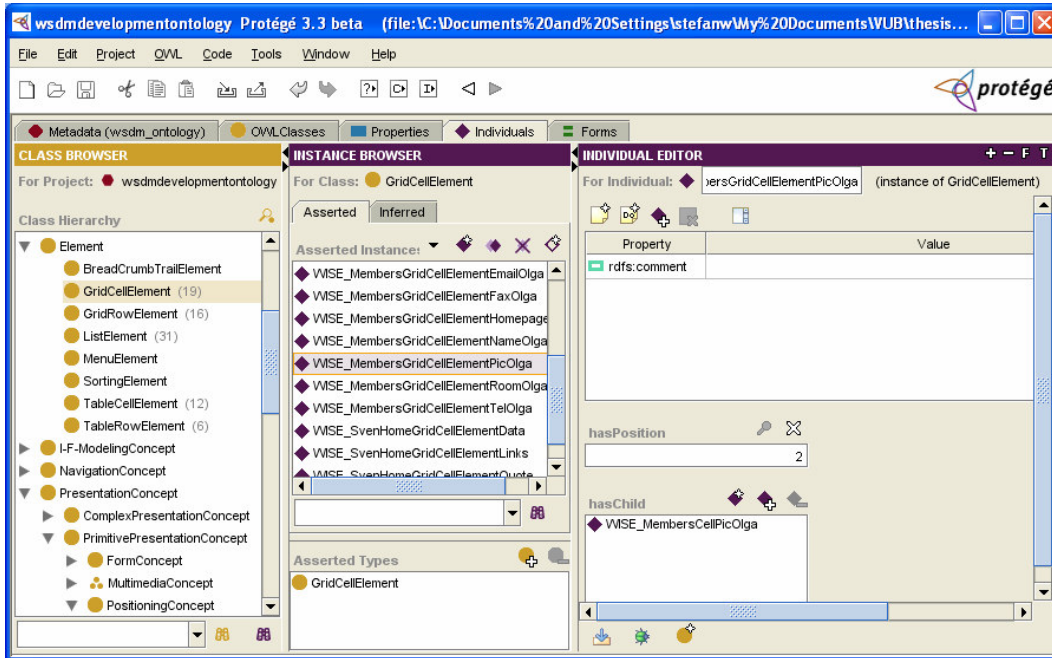 wsdmdevelopmentontology Protégé 3.3 beta (file:\C:\Documents%20and%20Settings\stefanw\My%20Documents\VUB\thesis...
File Edit Project OWL Code Tools Window Help
protégé
Metadata (wsdm_ontology) OWLClasses Properties Individuals Forms
CLASS BROWSER
For Project: wsdmdevelopmentontology
Class Hierarchy
Element
BreadCrumbTrailElement
GridCellElement (19)
GridRowElement (16)
ListElement (31)
MenuElement
SortingElement
TableCellElement (12)
TableRowElement (6)
I-F-ModelingConcept
NavigationConcept
PresentationConcept
ComplexPresentationConcept
PrimitivePresentationConcept
FormConcept
MultimediaConcept
PositioningConcept
INSTANCE BROWSER
For Class: GridCellElement
Asserted Inferred
Asserted Instances
WISE_MembersGridCellElementEmailOlga
WISE_MembersGridCellElementFaxOlga
WISE_MembersGridCellElementHomepage
WISE_MembersGridCellElementNameOlga
WISE_MembersGridCellElementPicOlga
WISE_MembersGridCellElementRoomOlga
WISE_MembersGridCellElementTelOlga
WISE_SvenHomeGridCellElementData
WISE_SvenHomeGridCellElementLinks
WISE_SvenHomeGridCellElementQuote
Asserted Types
GridCellElement
INDIVIDUAL EDITOR + − F T
For Individual: ersGridCellElementPicOlga (instance of GridCellElement)
Property Value
rdfs:comment
hasPosition
2
hasChild
WISE_MembersCellPicOlga